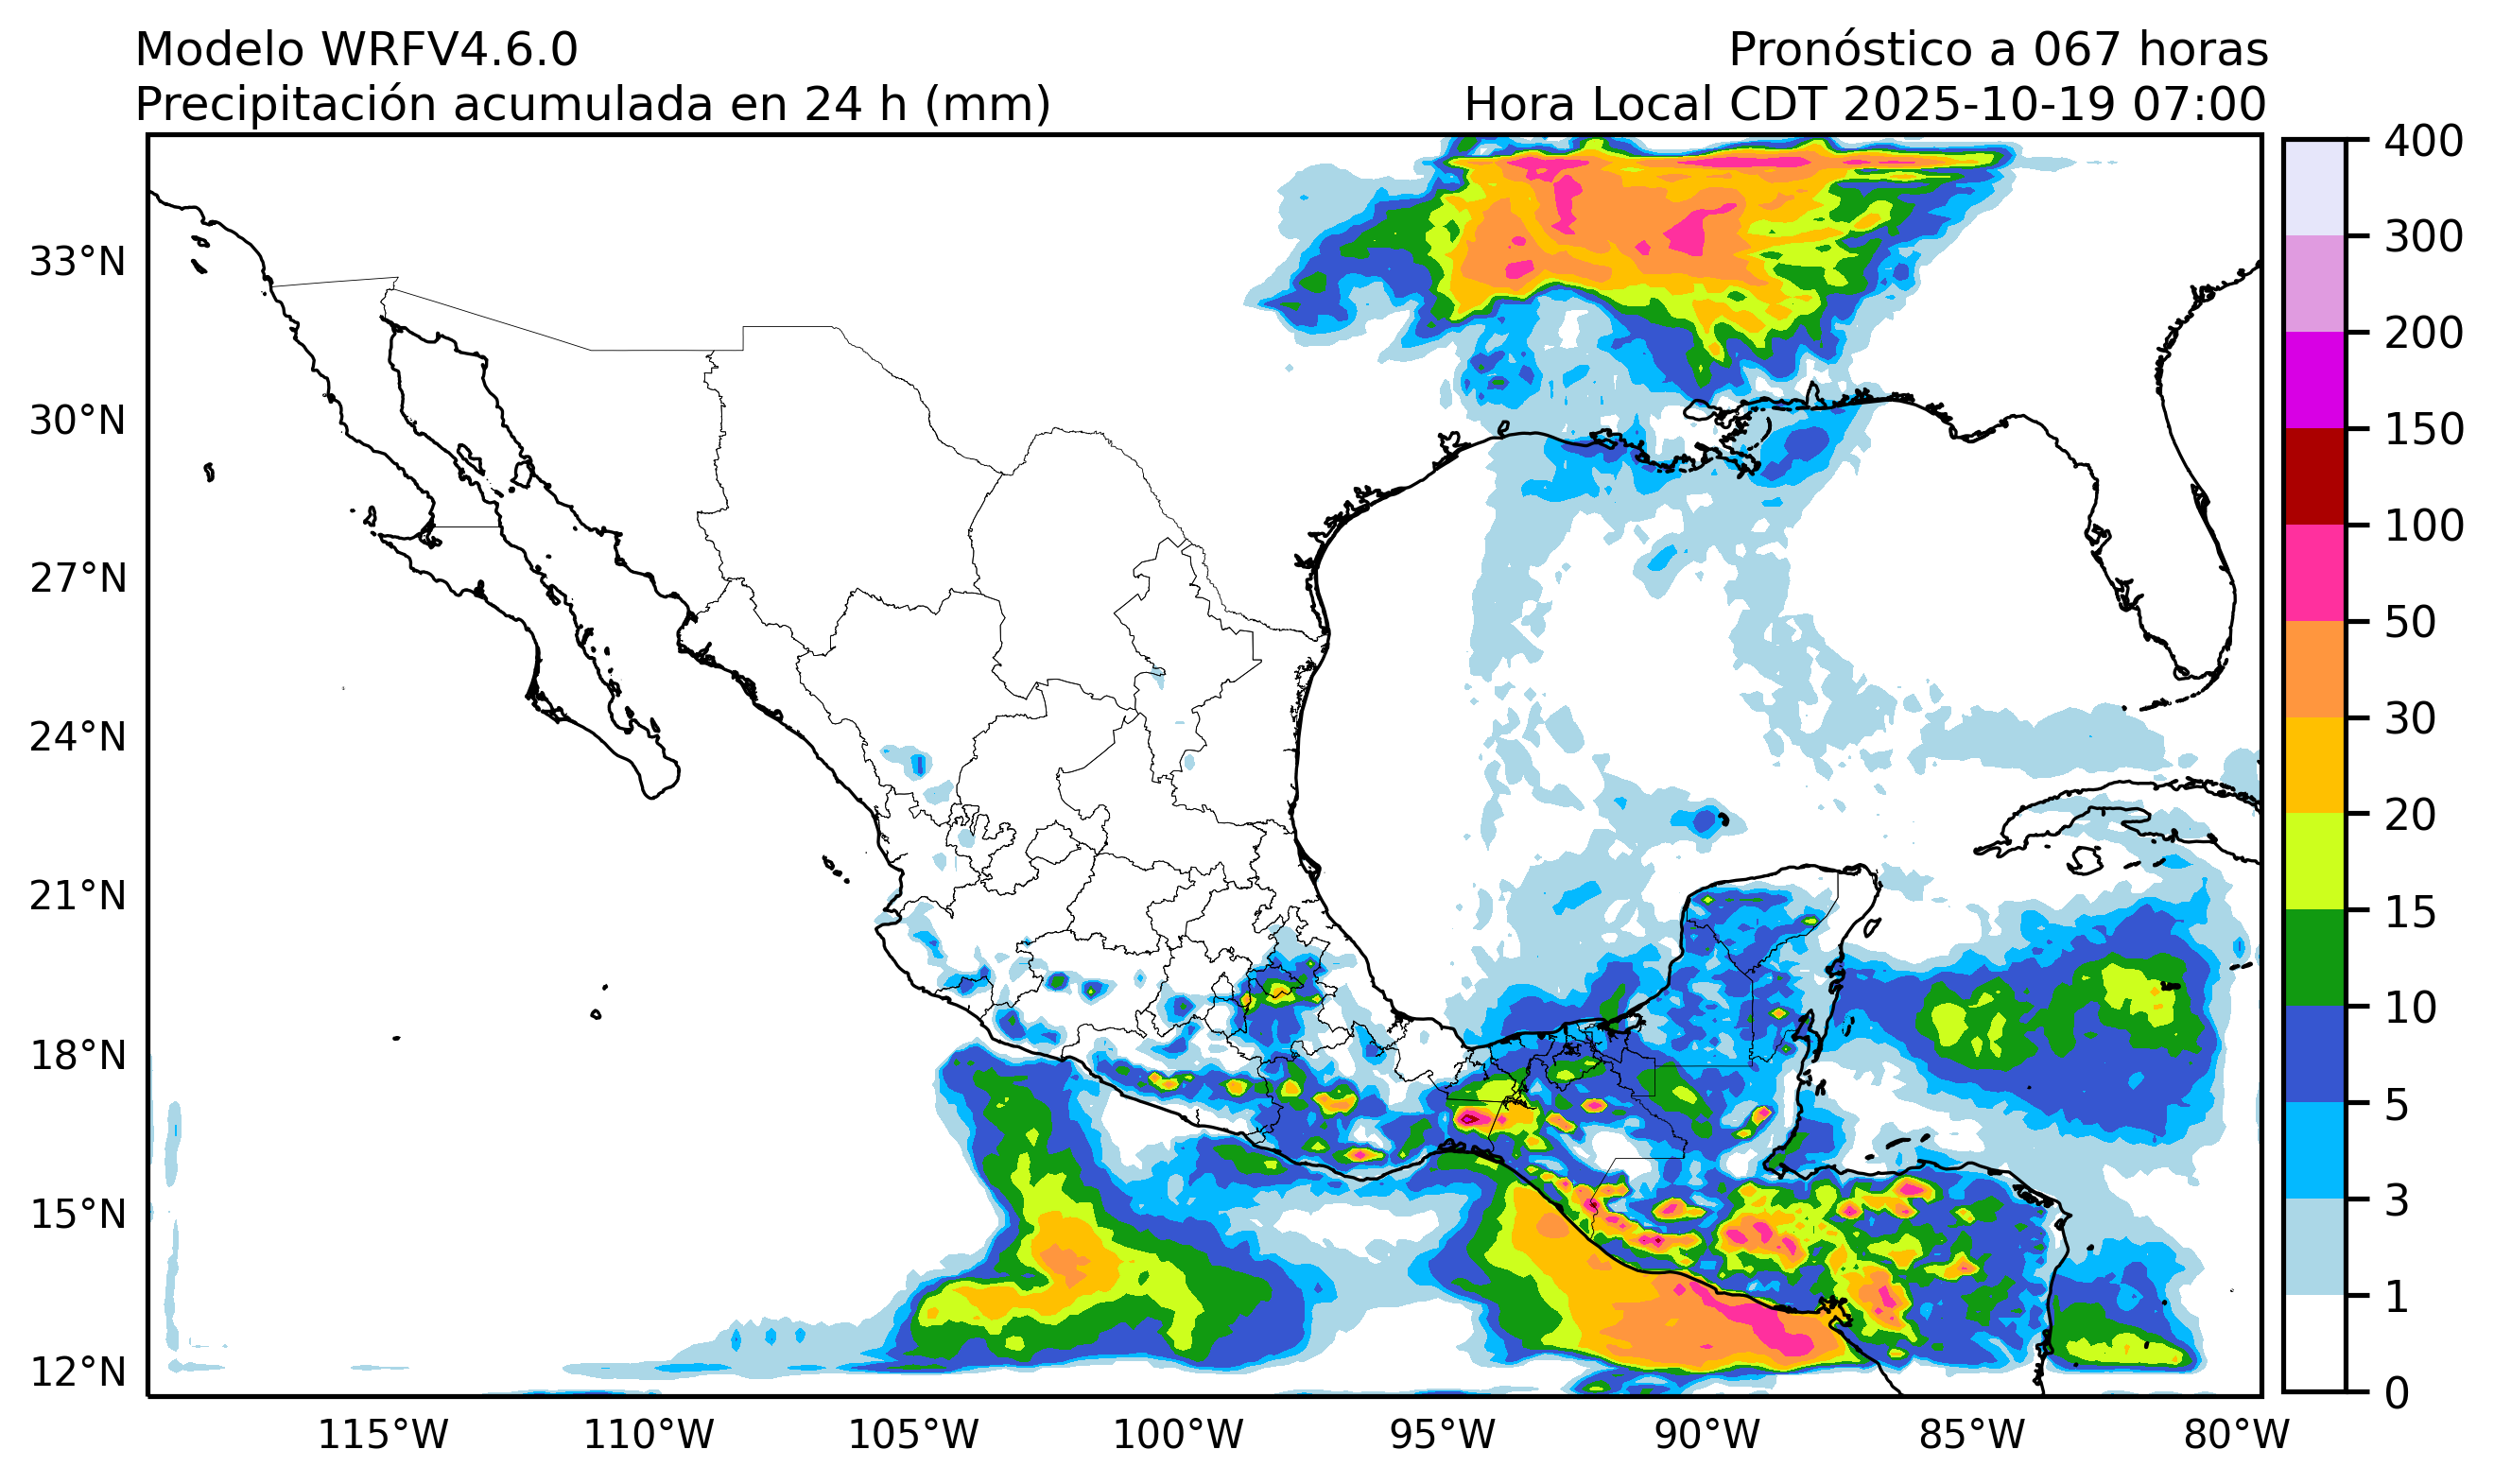 Modelo WRFV4.6.0
Pronóstico a 067 horas
Precipitación acumulada en 24 h (mm)
Hora Local CDT 2025-10-19 07:00
33°N
30°N
27°N
24°N
21°N
18°N
15°N
12°N
115°W
110°W
105°W
100°W
95°W
90°W
85°W
80°W
400
300
200
150
100
50
30
20
15
10
5
3
1
0